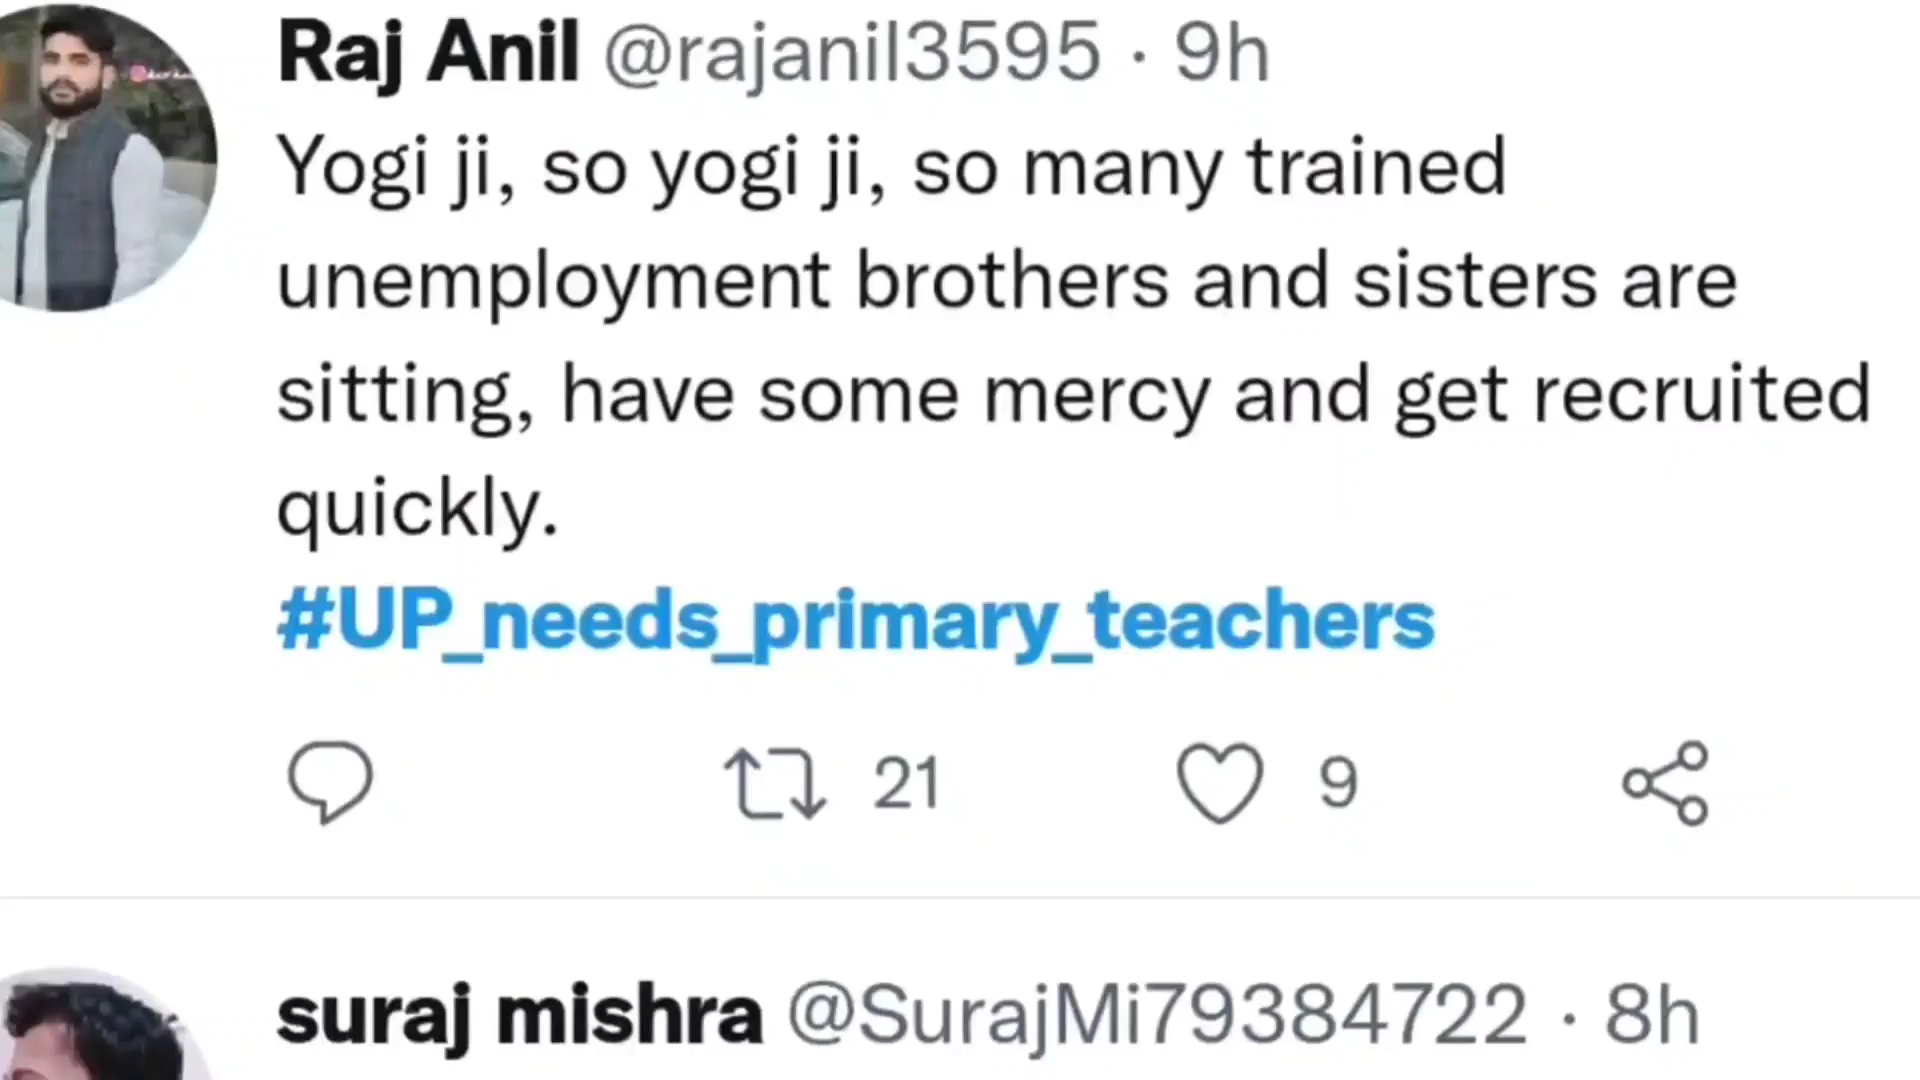 Raj Anil @rajanil3595 · 9h
Yogi ji, so yogi ji, so many trained
unemployment brothers and sisters are
sitting, have some mercy and get recruited
quickly.
#UP_needs_primary_teachers
21 9
suraj mishra @SurajMi79384722 · 8h